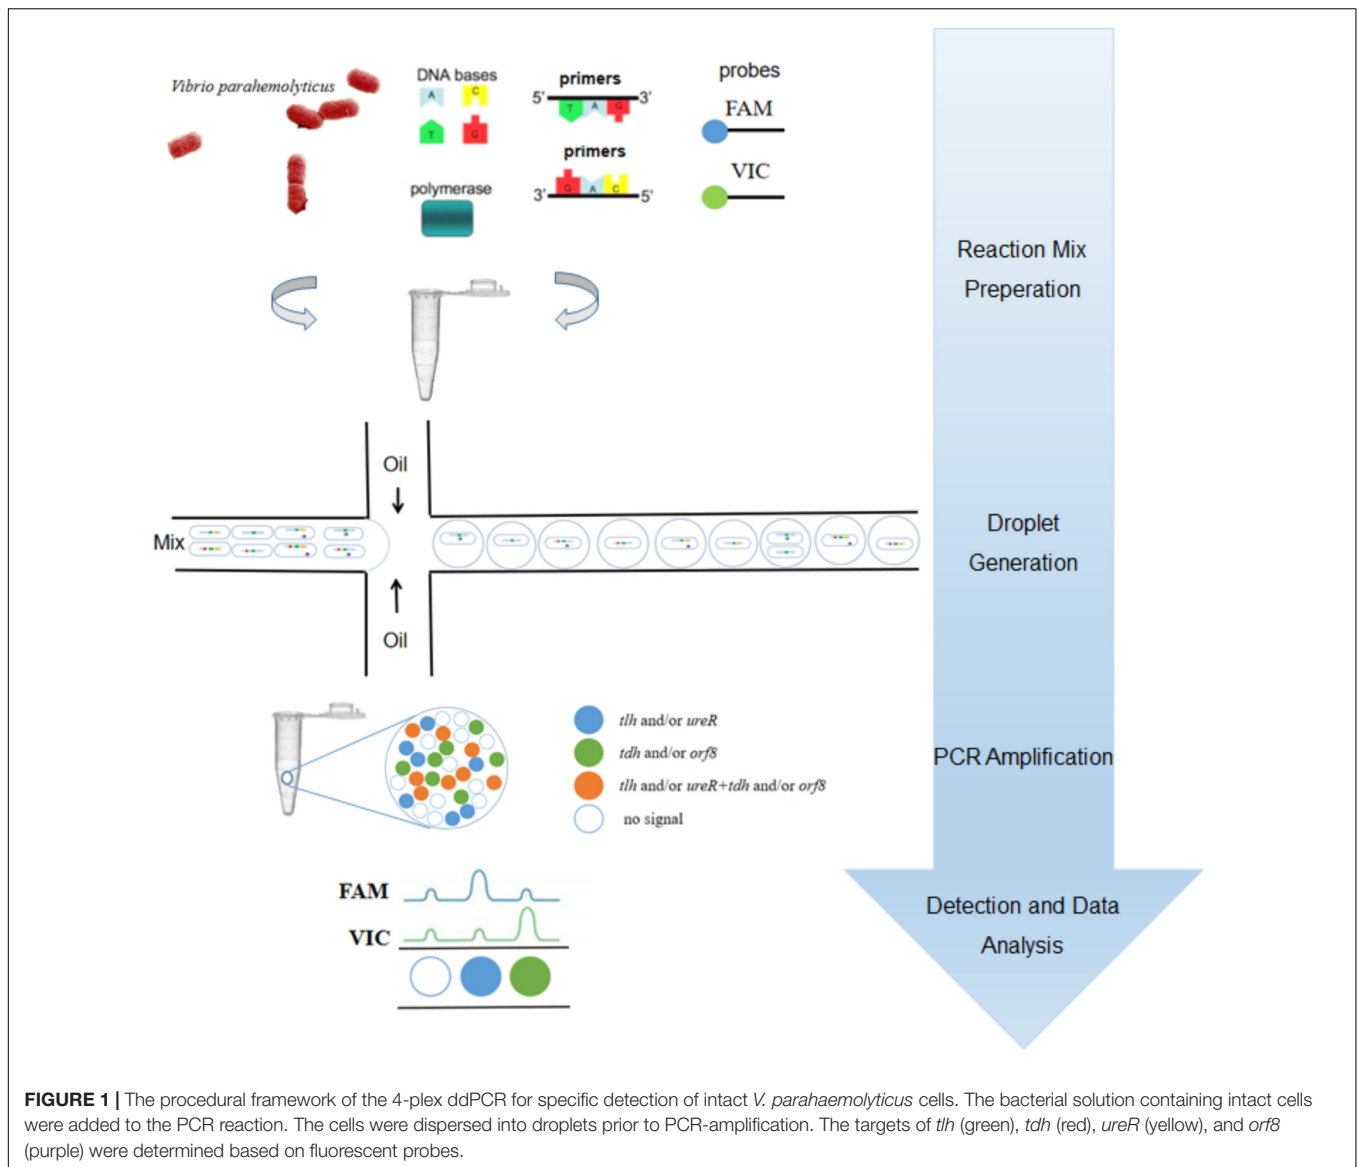 Vibrio parahemolyticus
DNA bases
A
C
T
G
polymerase
primers
5' 3'
T A G
primers
G A C
3' 5'
probes
FAM
VIC
Reaction Mix
Preperation
Oil
Mix
Oil
Droplet
Generation
tlh and/or ureR
tdh and/or orf8
tlh and/or ureR+tdh and/or orf8
no signal
PCR Amplification
FAM
VIC
Detection and Data
Analysis
FIGURE 1 | The procedural framework of the 4-plex ddPCR for specific detection of intact V. parahaemolyticus cells. The bacterial solution containing intact cells
were added to the PCR reaction. The cells were dispersed into droplets prior to PCR-amplification. The targets of tlh (green), tdh (red), ureR (yellow), and orf8
(purple) were determined based on fluorescent probes.